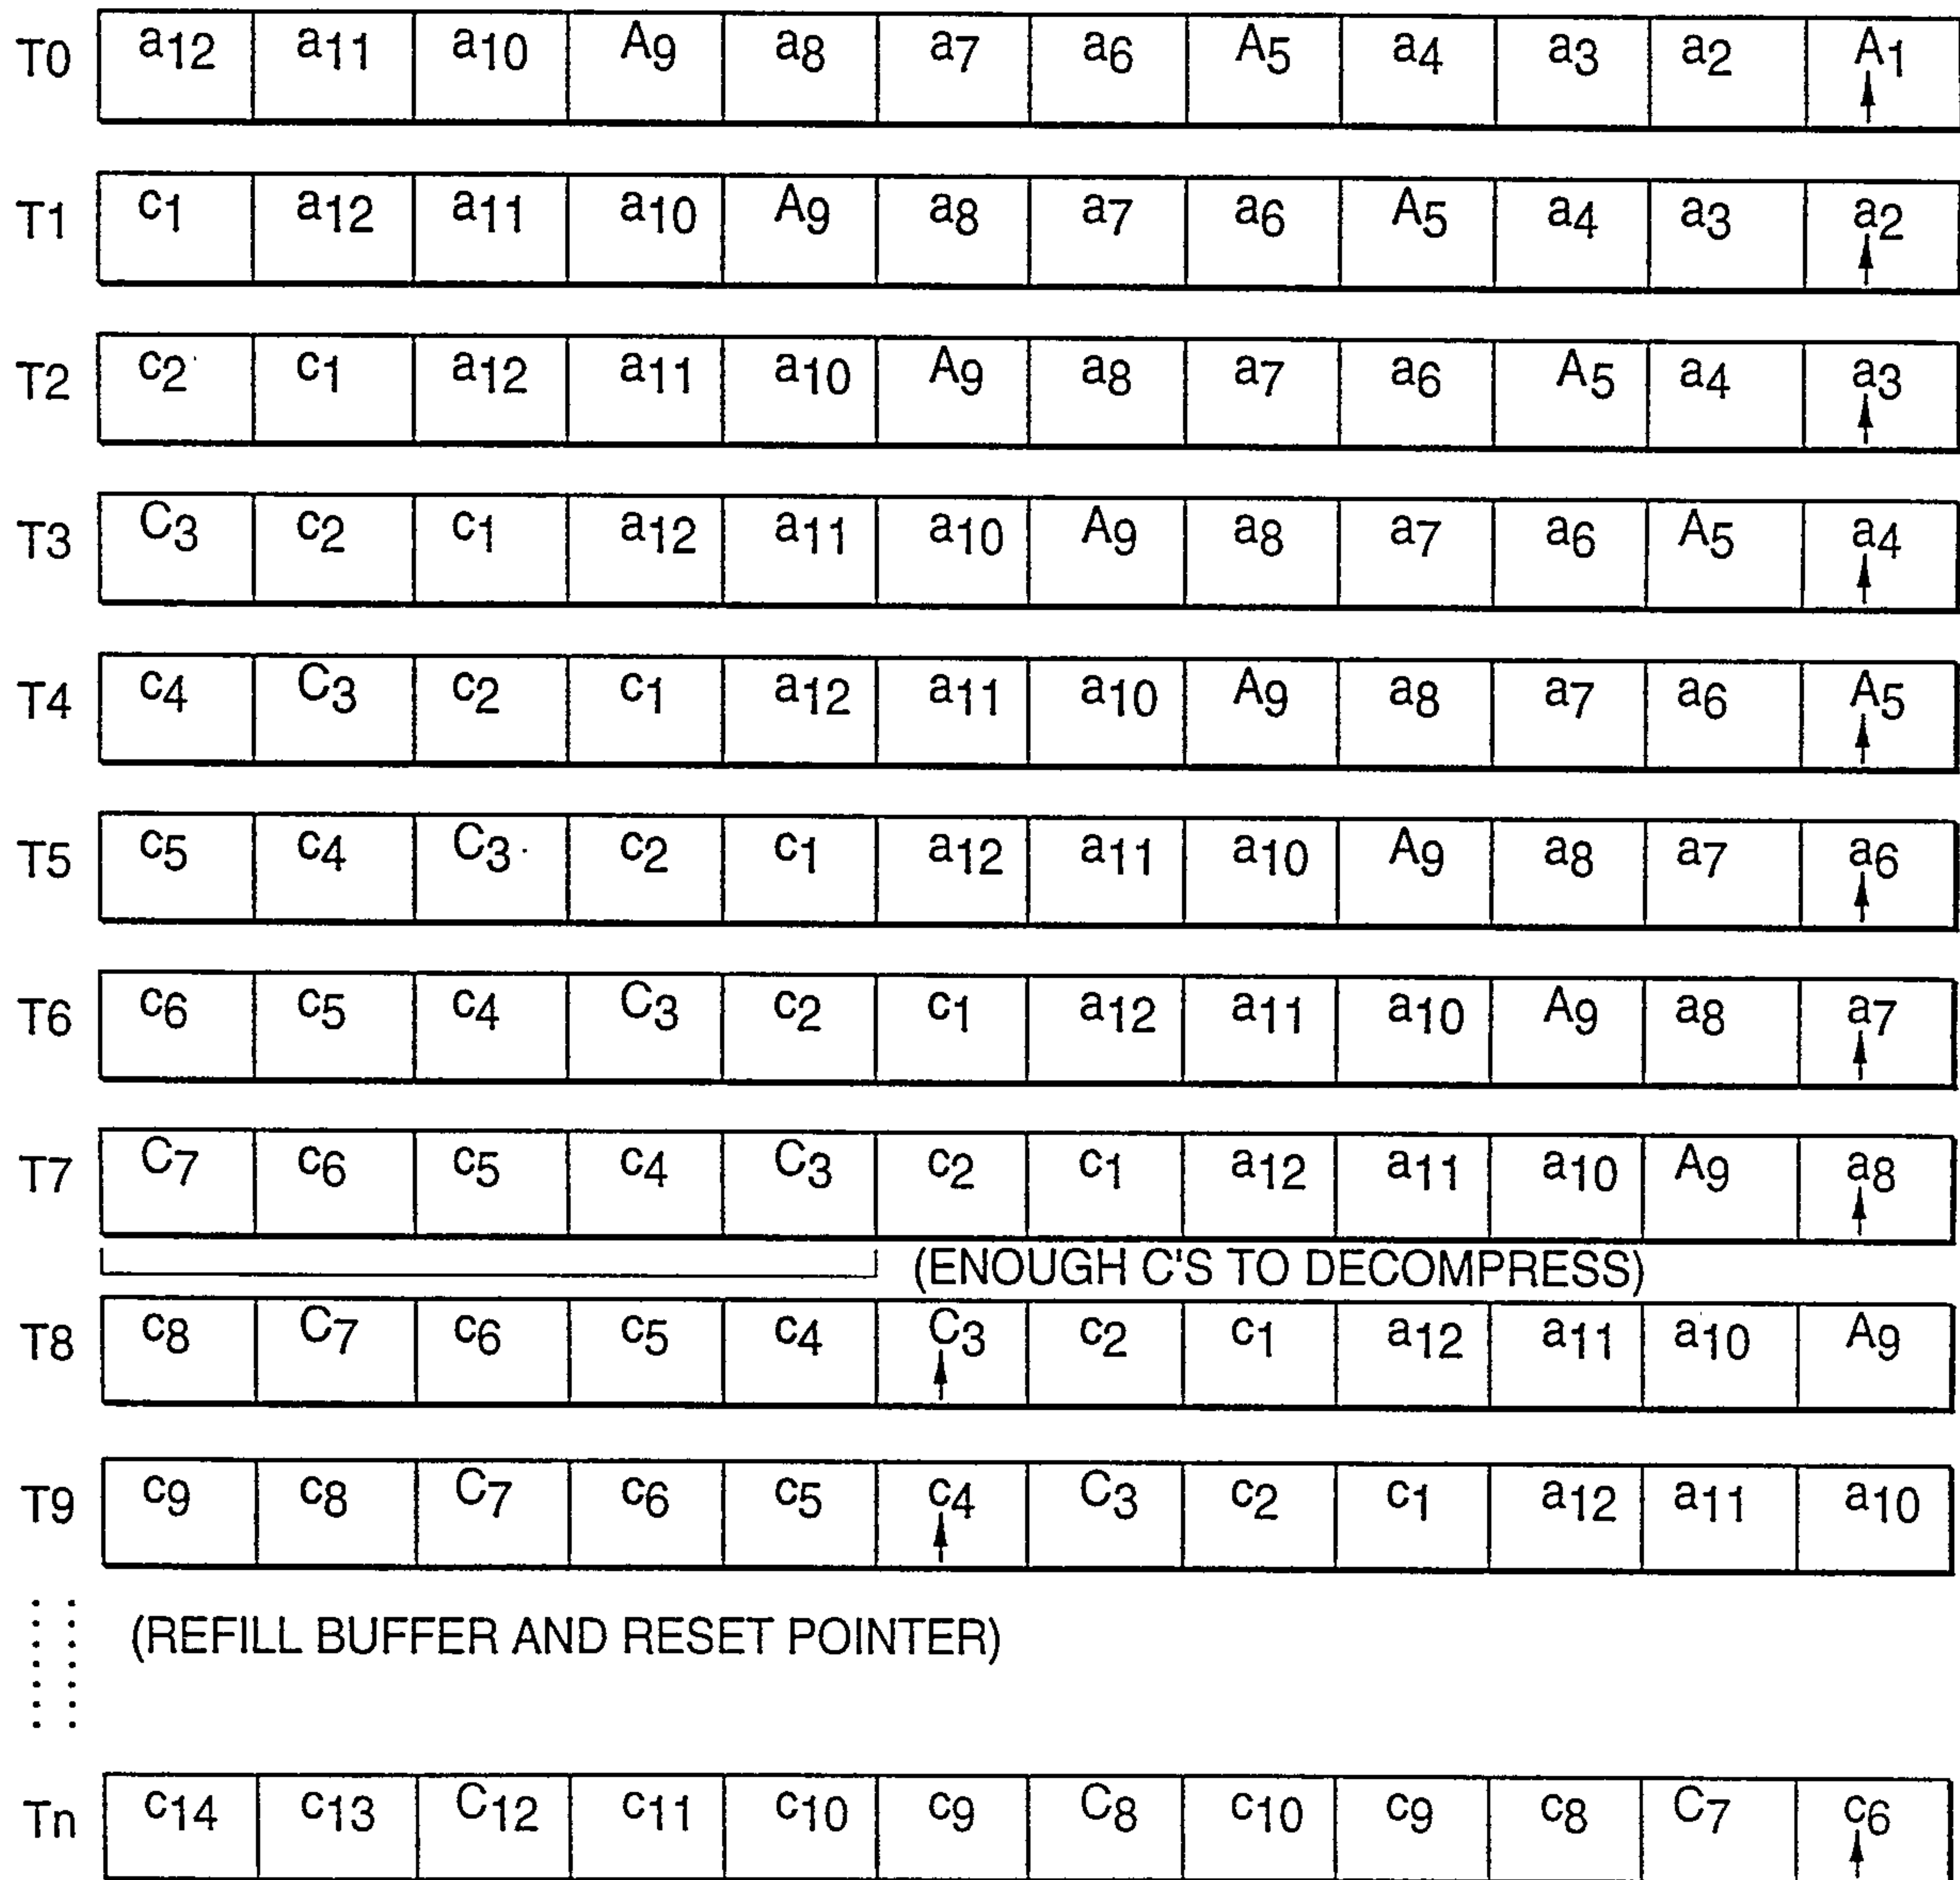 T0 a12 a11 a10 A9 a8 a7 a6 A5 a4 a3 a2 A1
T1 c1 a12 a11 a10 A9 a8 a7 a6 A5 a4 a3 a2
T2 c2 c1 a12 a11 a10 A9 a8 a7 a6 A5 a4 a3
T3 C3 c2 c1 a12 a11 a10 A9 a8 a7 a6 A5 a4
T4 c4 C3 c2 c1 a12 a11 a10 A9 a8 a7 a6 A5
T5 c5 c4 C3 c2 c1 a12 a11 a10 A9 a8 a7 a6
T6 c6 c5 c4 C3 c2 c1 a12 a11 a10 A9 a8 a7
T7 C7 c6 c5 c4 C3 c2 c1 a12 a11 a10 A9 a8
(ENOUGH C'S TO DECOMPRESS)
T8 c8 C7 c6 c5 c4 C3 c2 c1 a12 a11 a10 A9
T9 c9 c8 C7 c6 c5 c4 C3 c2 c1 a12 a11 a10
(REFILL BUFFER AND RESET POINTER)
Tn c14 c13 C12 c11 c10 c9 C8 c10 c9 c8 C7 c6